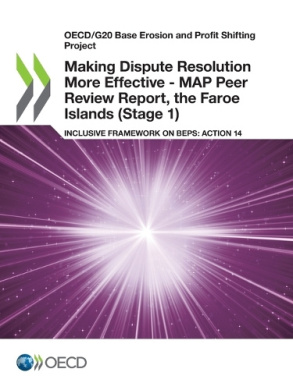 OECD/G20 Base Erosion and Profit Shifting
Project
Making Dispute Resolution
More Effective - MAP Peer
Review Report, the Faroe
Islands (Stage 1)
INCLUSIVE FRAMEWORK ON BEPS: ACTION 14
OECD